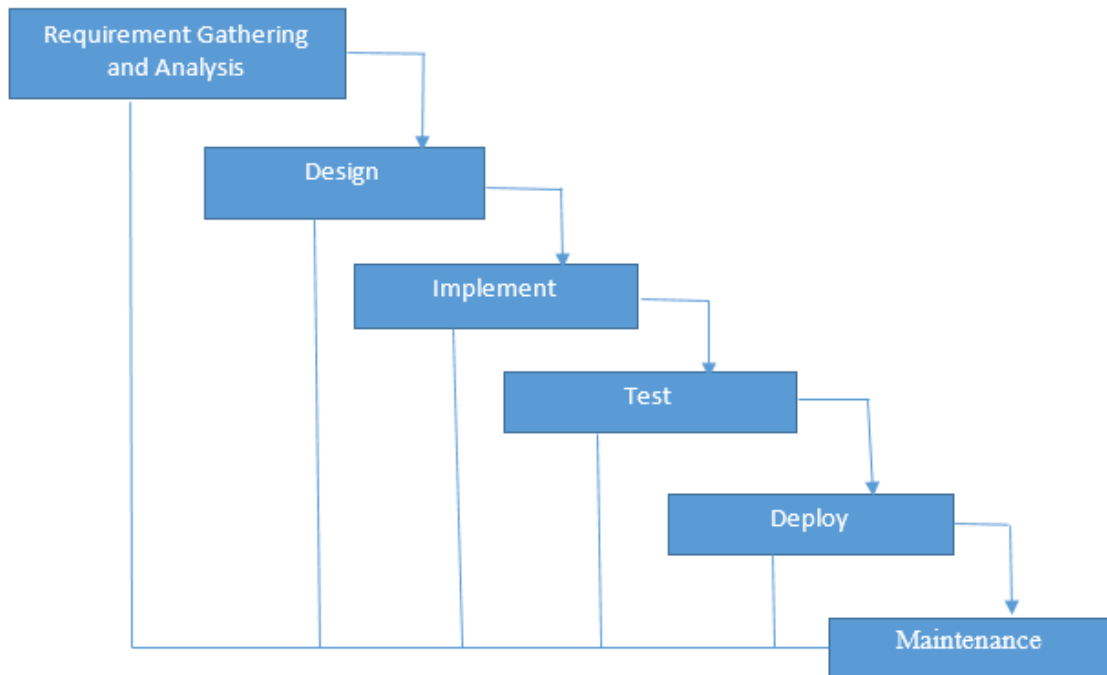 Requirement Gathering
and Analysis
Design
Implement
Test
Deploy
Maintenance